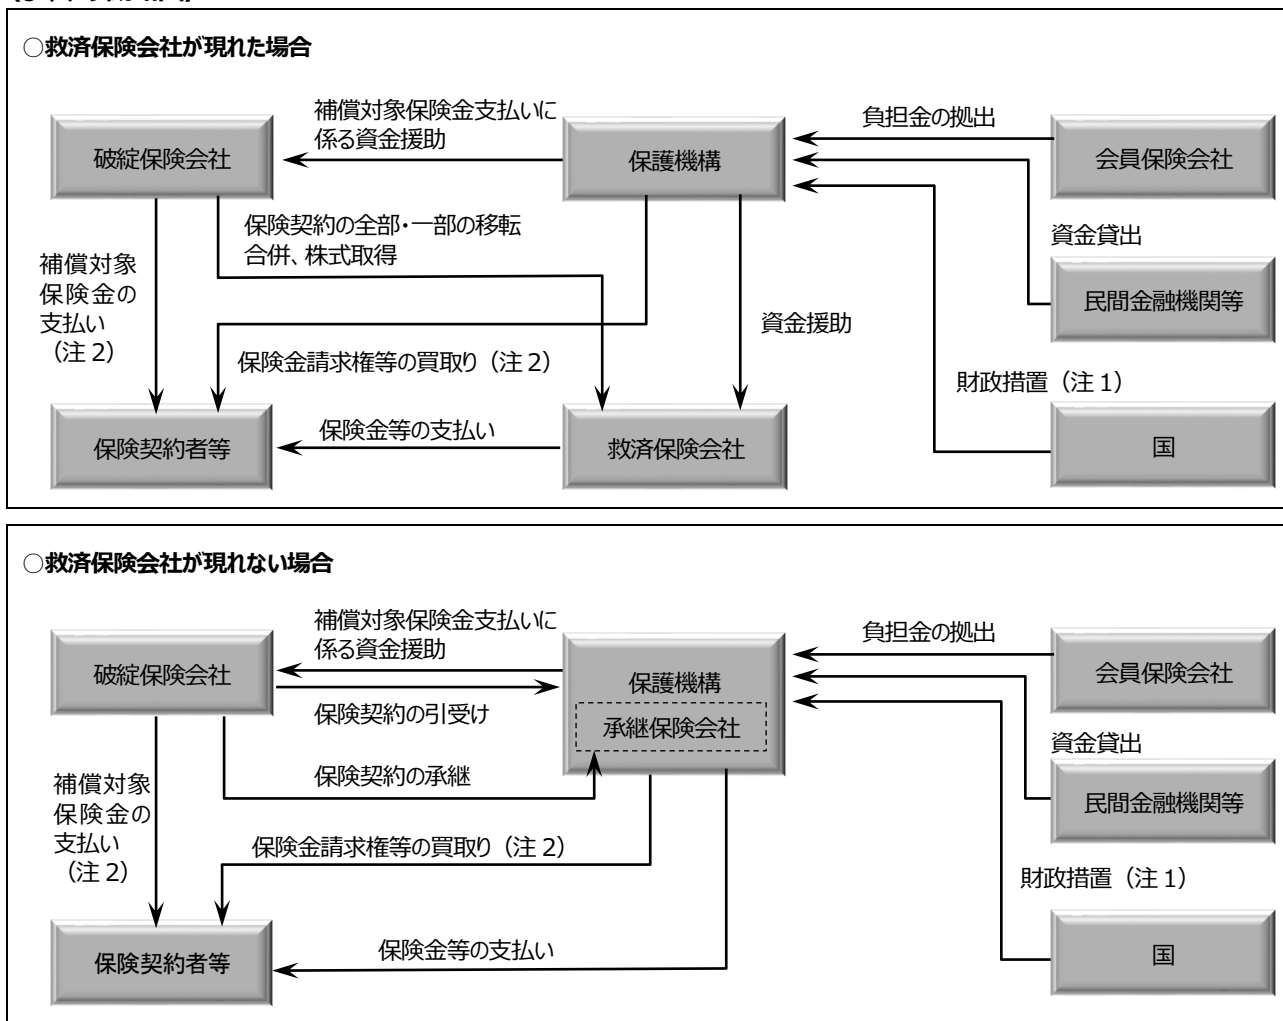 ○救済保険会社が現れた場合
補償対象保険金支払いに
係る資金援助
負担金の拠出
破綻保険会社
保護機構
会員保険会社
保険契約の全部・一部の移転
合併、株式取得
資金貸出
補償対象
保険金の
支払い
（注 2）
民間金融機関等
資金援助
保険金請求権等の買取り（注 2）
財政措置（注 1）
保険金等の支払い
保険契約者等
救済保険会社
国
○救済保険会社が現れない場合
補償対象保険金支払いに
係る資金援助
負担金の拠出
破綻保険会社
保護機構
会員保険会社
保険契約の引受け
承継保険会社
資金貸出
保険契約の承継
補償対象
保険金の
支払い
（注 2）
民間金融機関等
保険金請求権等の買取り（注 2）
財政措置（注 1）
保険金等の支払い
保険契約者等
国